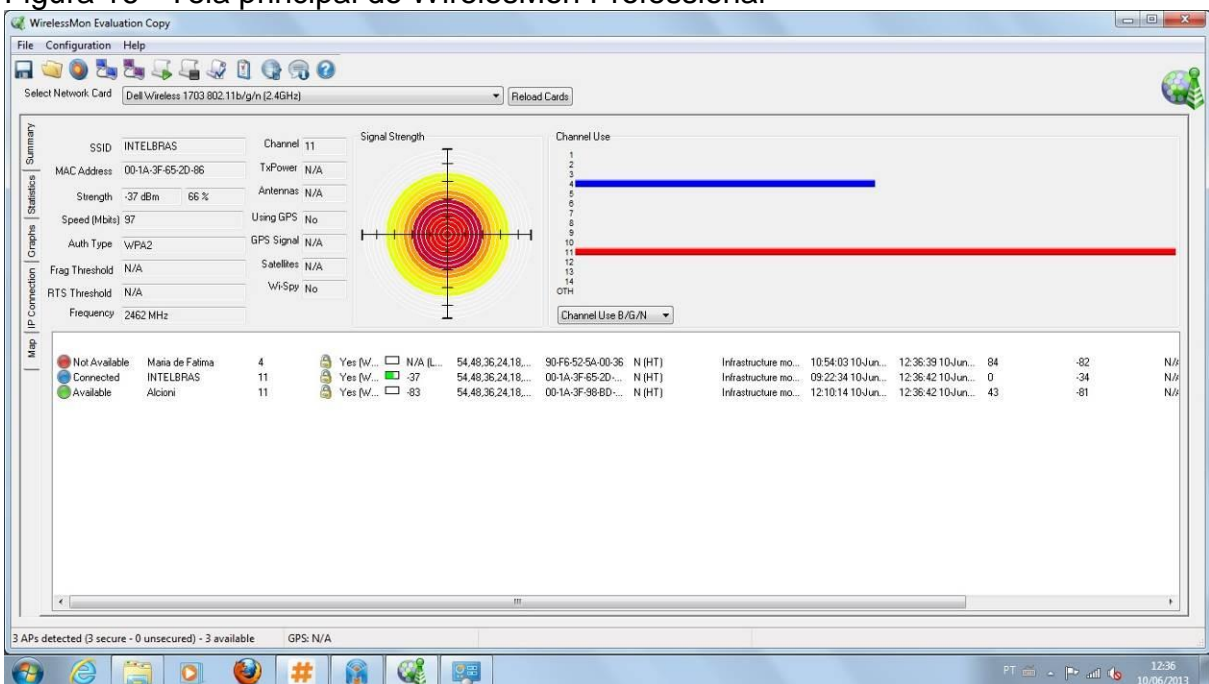 Figura 18 - Tela principal do WirelessMon Professional
WirelessMon Evaluation Copy
File Configuration Help
Select Network Card Dell Wireless 1703 802.11b/g/n (2.4GHz) Reload Cards
Summary
Statistics
Graphs
IP Connection
Map
SSID INTELBRAS
MAC Address 00-1A-3F-65-2D-86
Strength -37 dBm 66 %
Speed (Mbits) 97
Auth Type WPA2
Frag Threshold N/A
RTS Threshold N/A
Frequency 2462 MHz
Channel 11
TxPower N/A
Antennas N/A
Using GPS No
GPS Signal N/A
Satellites N/A
Wi-Spy No
Signal Strength
Channel Use
1
2
3
4
5
6
7
8
9
10
11
12
13
14
OTH
Channel Use B/G/N
Not Available Maria de Fatima 4 Yes (W... N/A (L... 54,48,36,24,18,... 90-F6-52-5A-00-36 N (HT) Infrastructure mo... 10:54:03 10-Jun... 12:36:39 10-Jun... 84 -82 N/A
Connected INTELBRAS 11 Yes (W... -37 54,48,36,24,18,... 00-1A-3F-65-2D-... N (HT) Infrastructure mo... 09:22:34 10-Jun... 12:36:42 10-Jun... 0 -34 N/A
Available Alcioni 11 Yes (W... -83 54,48,36,24,18,... 00-1A-3F-98-BD-... N (HT) Infrastructure mo... 12:10:14 10-Jun... 12:36:42 10-Jun... 43 -81 N/A
3 APs detected (3 secure - 0 unsecured) - 3 available GPS: N/A
PT
12:36
10/06/2013